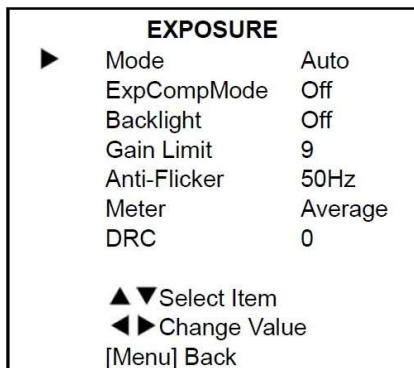 EXPOSURE
▶ Mode Auto
ExpCompMode Off
Backlight Off
Gain Limit 9
Anti-Flicker 50Hz
Meter Average
DRC 0
▲▼Select Item
◀▶Change Value
[Menu] Back